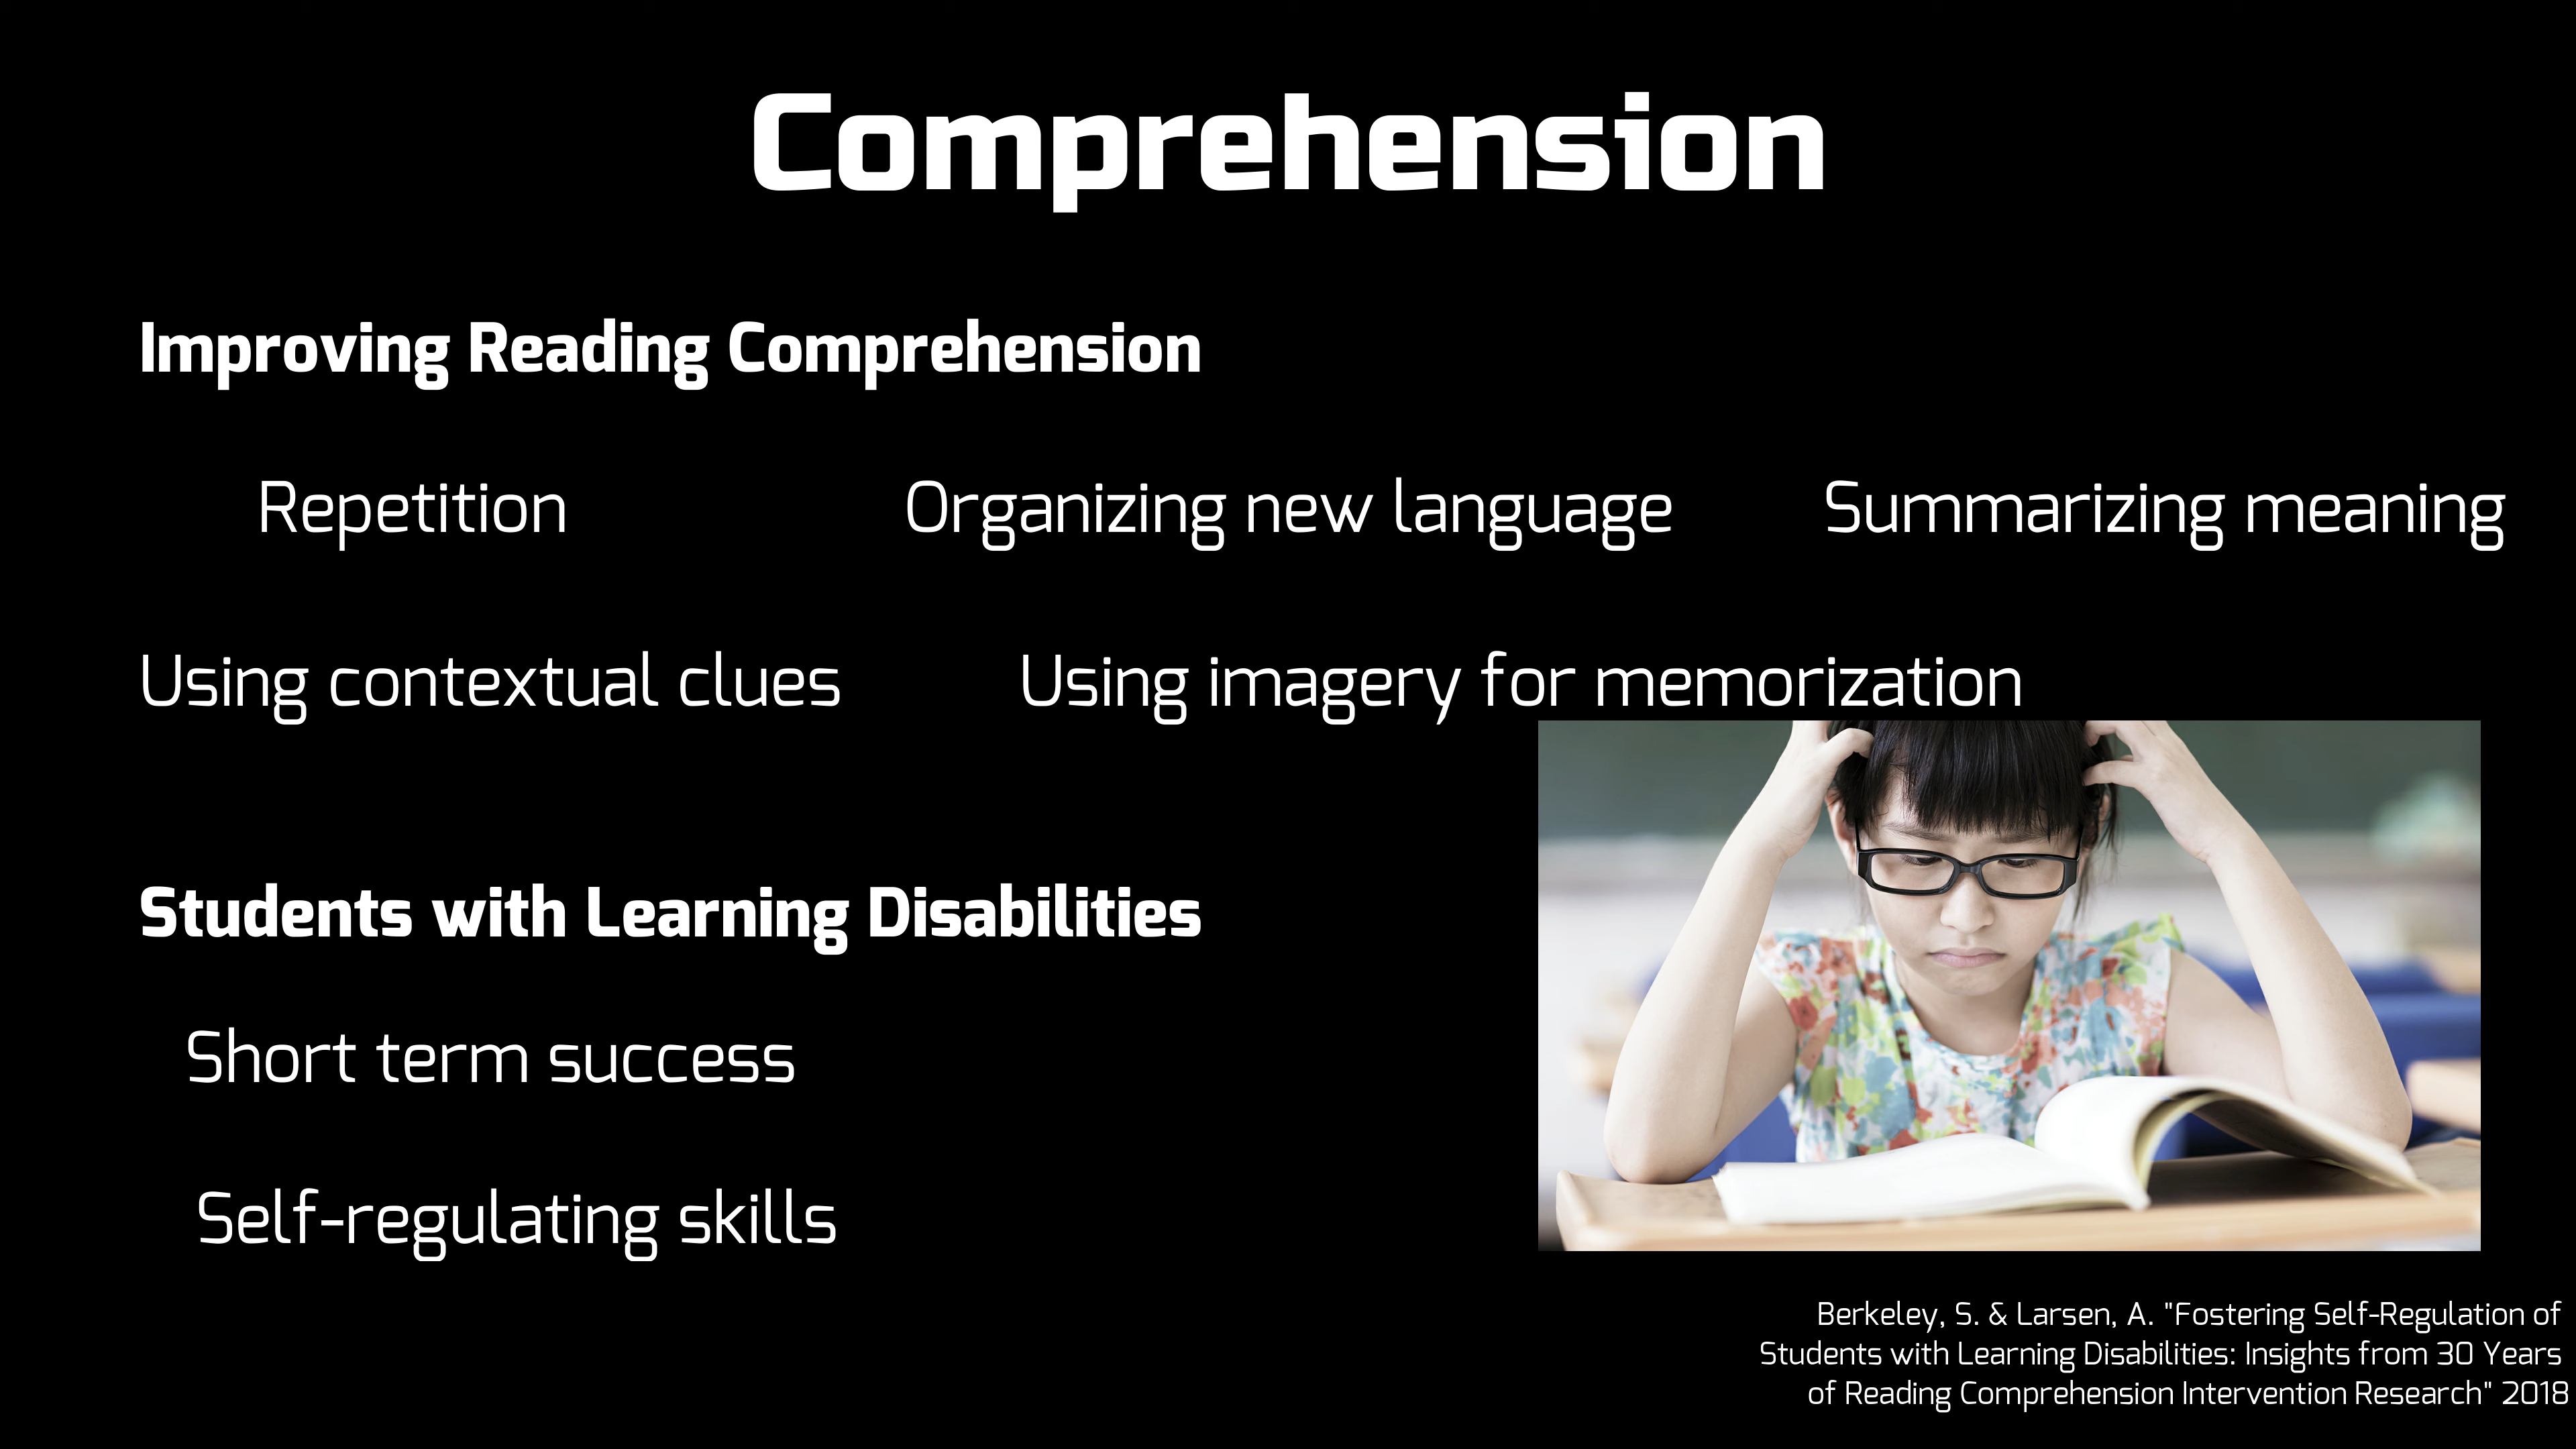 Comprehension
Improving Reading Comprehension
Repetition Organizing new language Summarizing meaning
Using contextual clues Using imagery for memorization
Students with Learning Disabilities
Short term success
Self-regulating skills
Berkeley, S. & Larsen, A. "Fostering Self-Regulation of
Students with Learning Disabilities: Insights from 30 Years
of Reading Comprehension Intervention Research" 2018